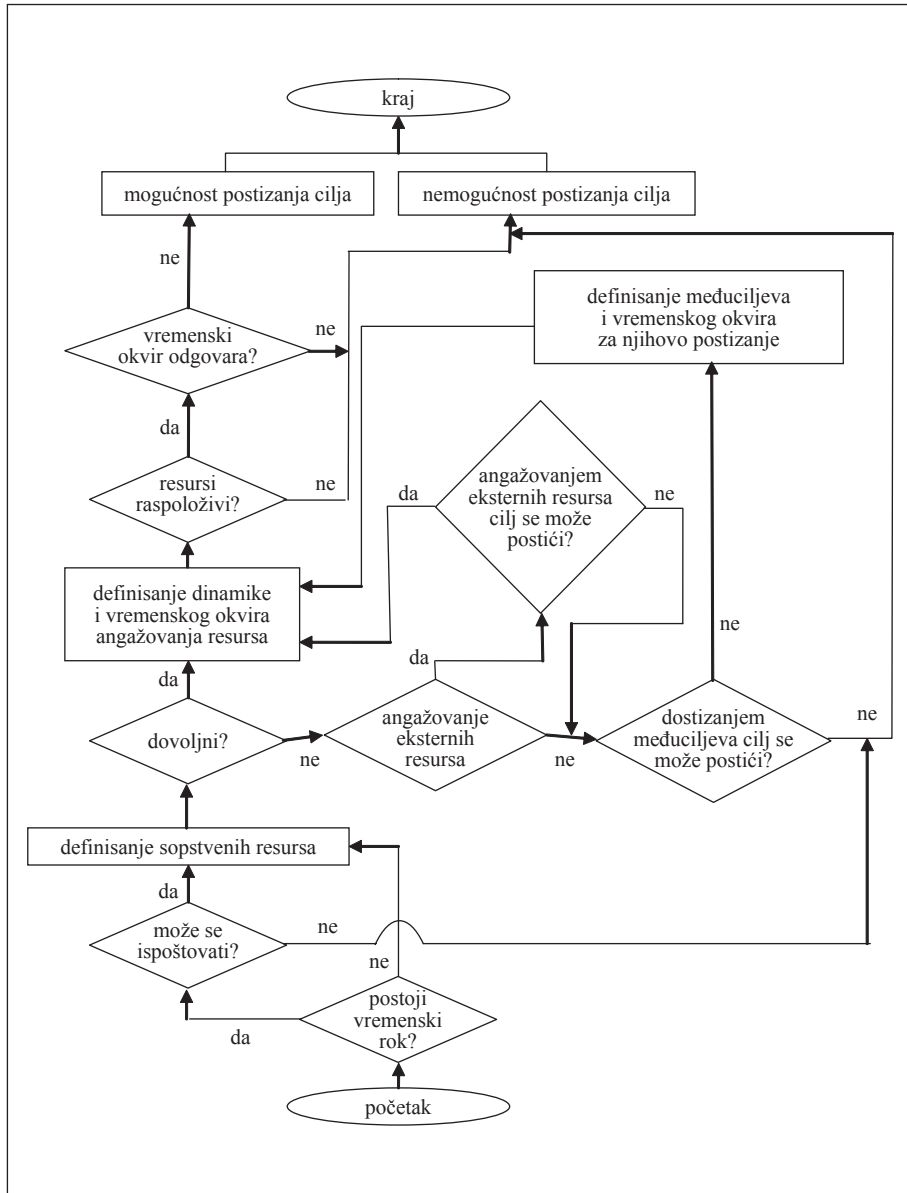 kraj
mogućnost postizanja cilja
nemogućnost postizanja cilja
ne
definisanje međuciljeva
i vremenskog okvira
za njihovo postizanje
vremenski
okvir odgovara?
ne
da
angažovanjem
eksternih resursa
cilj se može
postići?
da
ne
resursi
raspoloživi?
ne
definisanje dinamike
i vremenskog okvira
angažovanja resursa
ne
da
da
dovoljni?
ne
angažovanje
eksternih
resursa
ne
dostizanjem
međuciljeva cilj se
može postići?
ne
definisanje sopstvenih resursa
da
može se
ispoštovati?
ne
ne
postoji
vremenski
rok?
da
početak